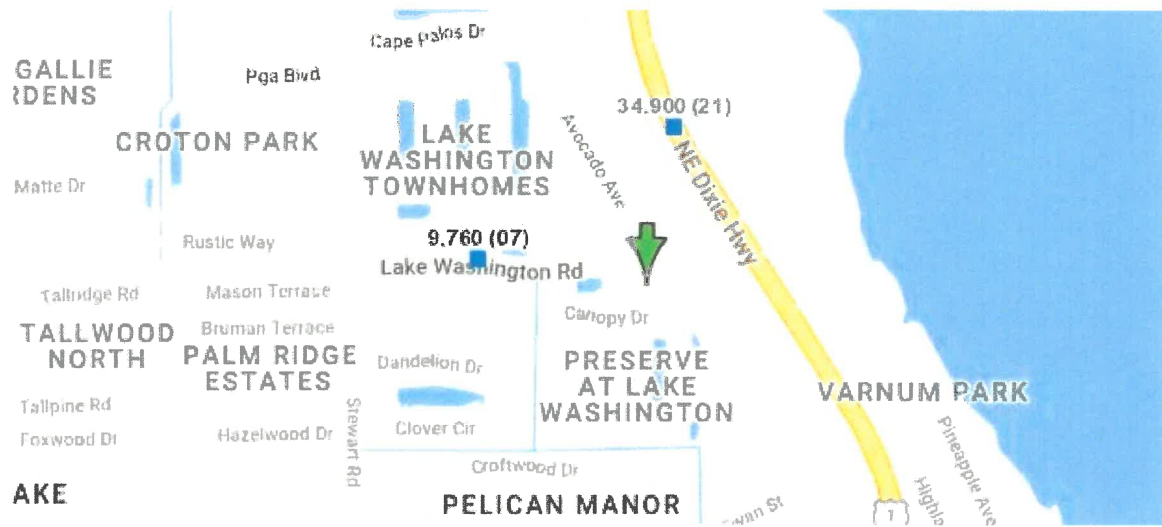 Cape Palos Dr
GALLIE
RDENS
Pga Blvd
34.900 (21)
CROTON PARK
LAKE
WASHINGTON
TOWNHOMES
Avocado Ave
NE Dixie Hwy
Matte Dr
Rustic Way
9.760 (07)
Lake Washington Rd
Tallridge Rd
Mason Terrace
Canopy Dr
TALLWOOD
NORTH
Bruman Terrace
PALM RIDGE
ESTATES
Dandelion Dr
PRESERVE
AT LAKE
WASHINGTON
VARNUM PARK
Tallpine Rd
Foxwood Dr
Hazelwood Dr
Stewart Rd
Clover Cir
Pineapple Ave
Croftwood Dr
AKE
PELICAN MANOR
wan St
1
Highla